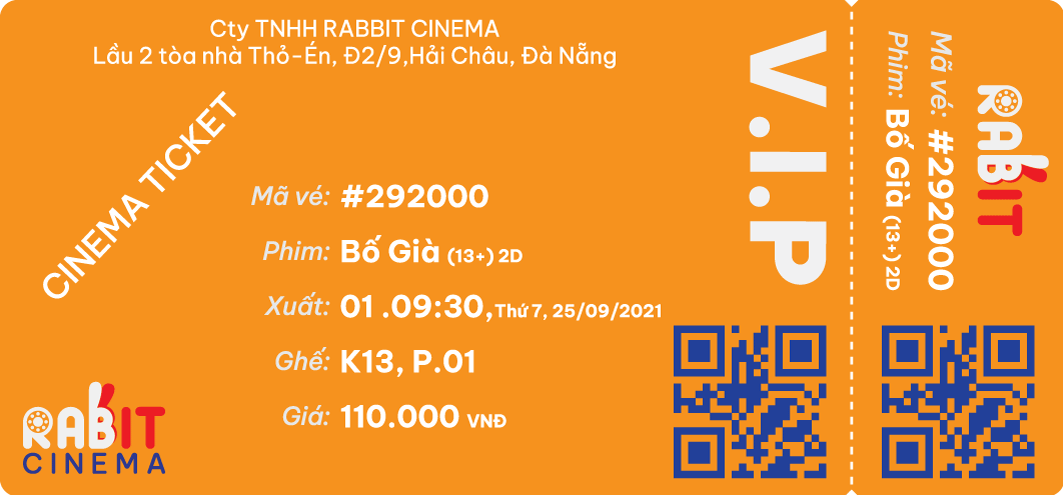 Cty TNHH RABBIT CINEMA
Lầu 2 tòa nhà Thỏ-Én, Đ2/9,Hải Châu, Đà Nẵng
CINEMA TICKET
Mã vé: #292000
Phim: Bố Già (13+) 2D
Xuất: 01 .09:30,Thứ 7, 25/09/2021
Ghế: K13, P.01
Giá: 110.000 VNĐ
RABBIT
CINEMA
V.I.P
Mã vé: #292000
Phim: Bố Già (13+) 2D
RABBIT